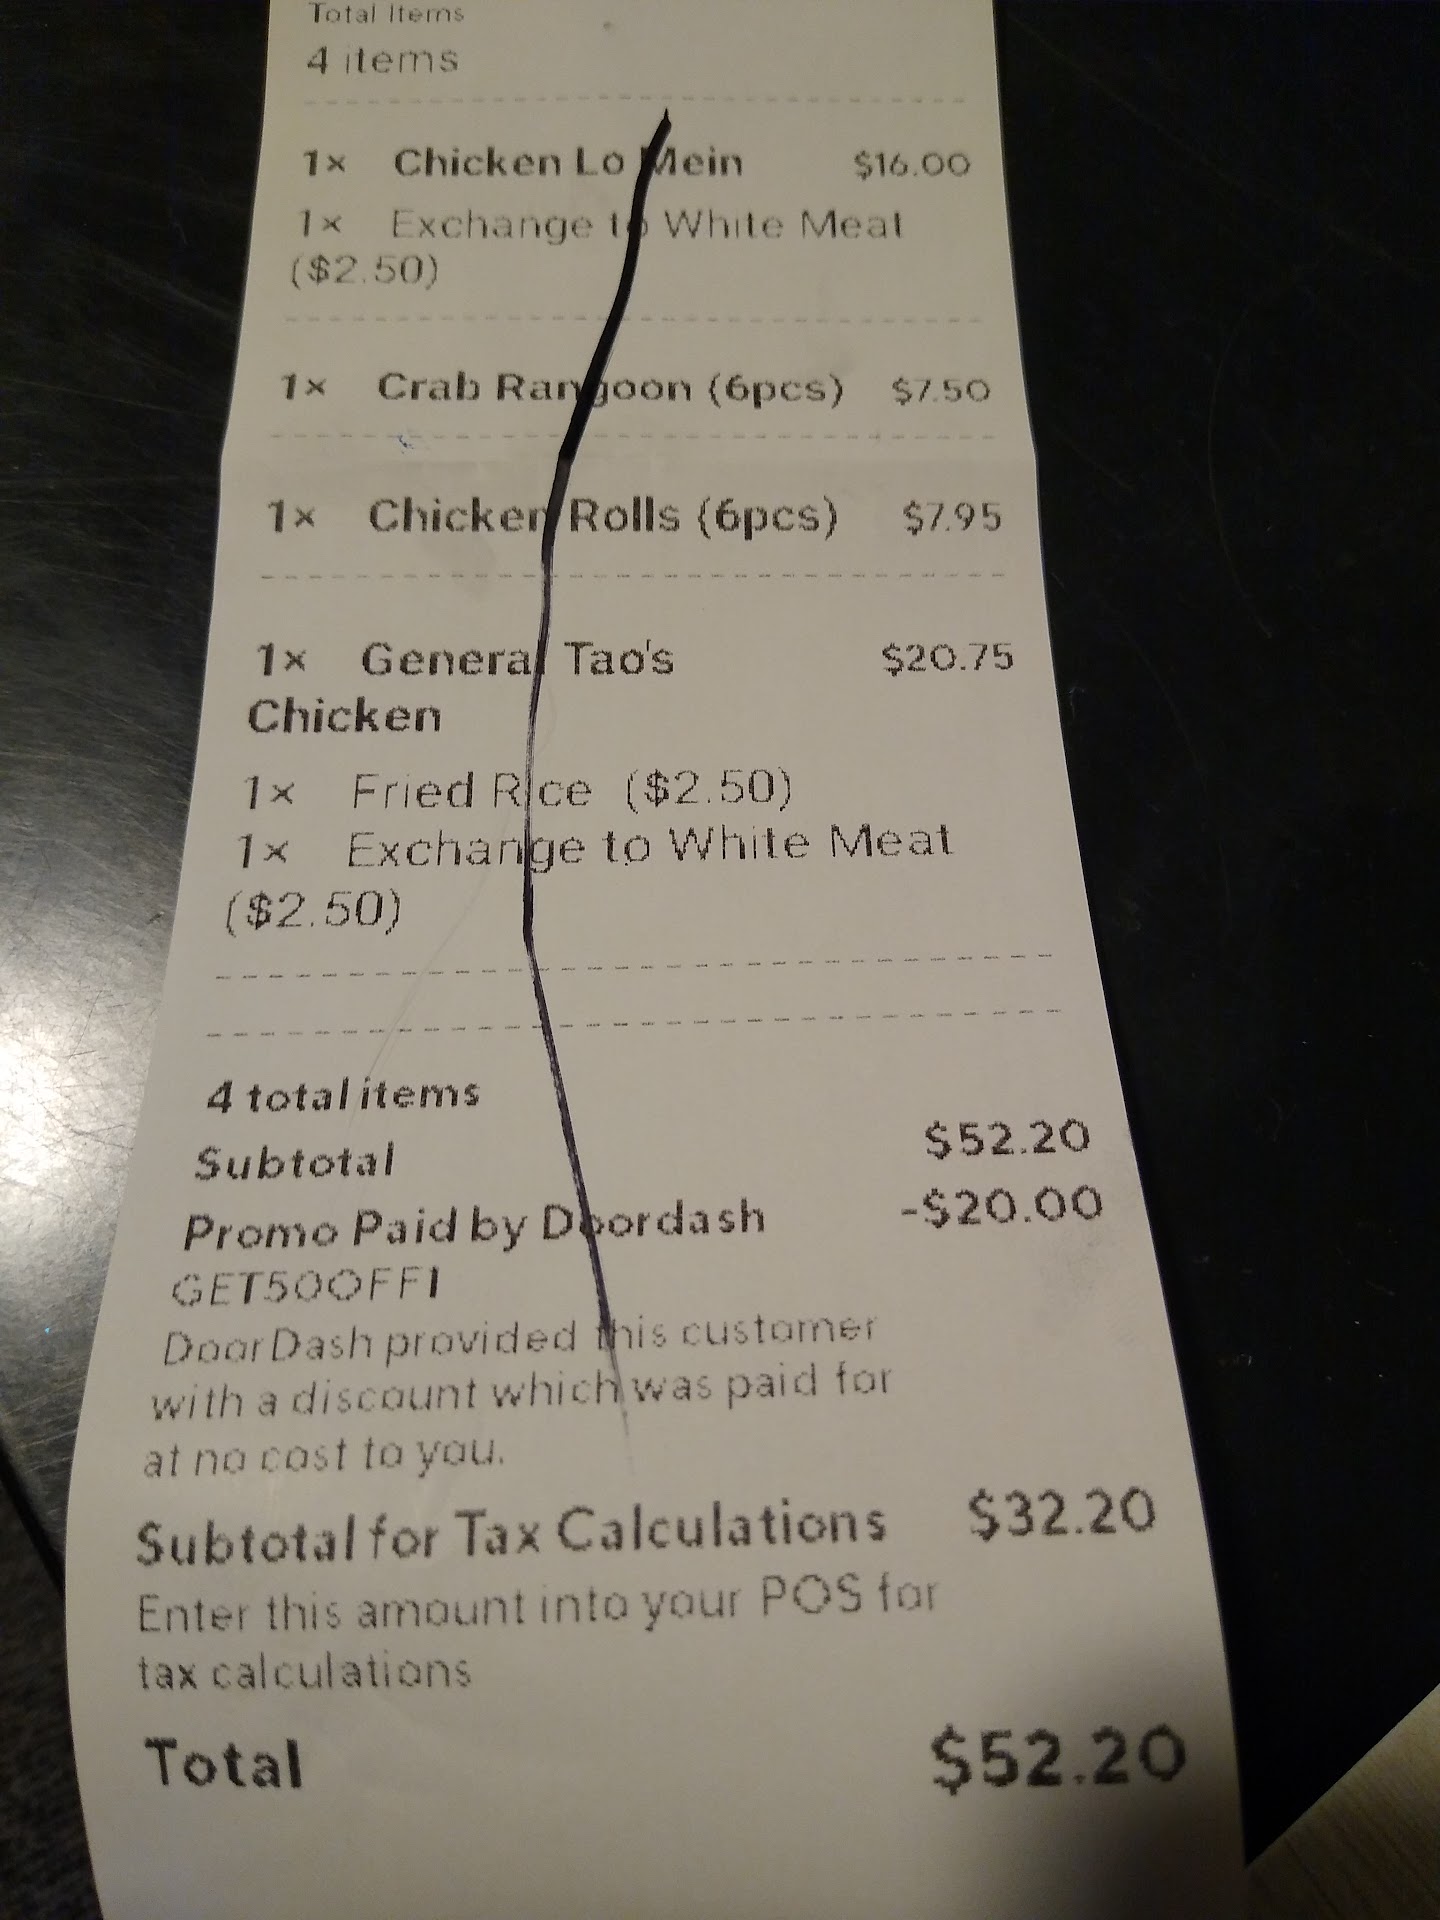 Total Items
4 items
1× Chicken Lo Mein $16.00
1× Exchange to White Meat
($2.50)
1× Crab Rangoon (6pcs) $7.50
1× Chicken Rolls (6pcs) $7.95
1× General Tao's $20.75
Chicken
1× Fried Rice ($2.50)
1× Exchange to White Meat
($2.50)
4 total items
Subtotal $52.20
Promo Paid by Doordash -$20.00
GET50OFF1
DoorDash provided this customer
with a discount which was paid for
at no cost to you.
Subtotal for Tax Calculations $32.20
Enter this amount into your POS for
tax calculations
Total $52.20